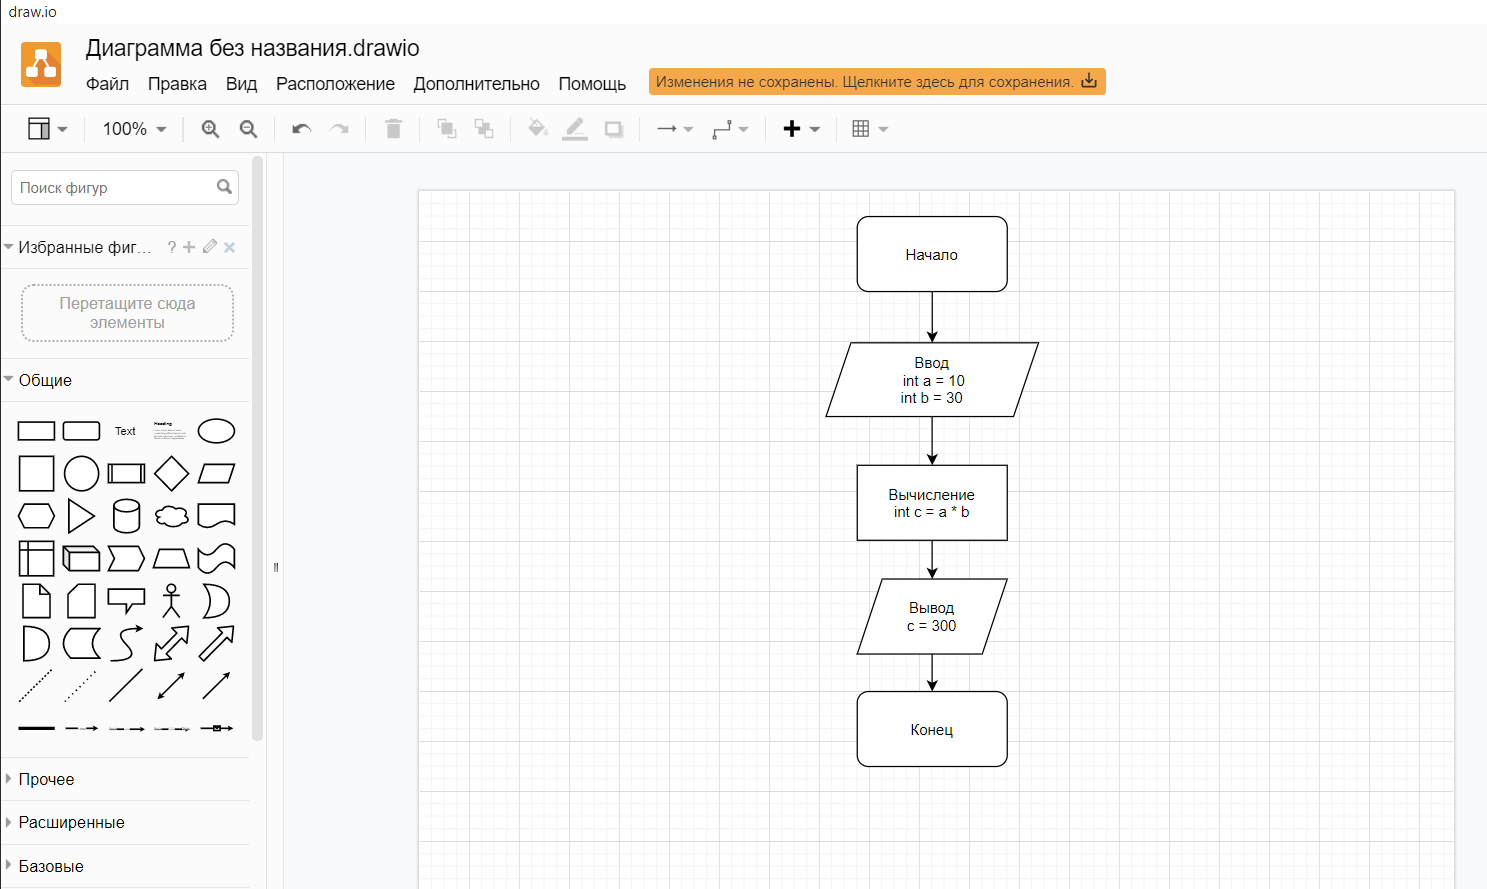 draw.io
Диаграмма без названия.drawio
Файл Правка Вид Расположение Дополнительно Помощь
Изменения не сохранены. Щелкните здесь для сохранения.
100%
Поиск фигур
Избранные фиг... ?
Перетащите сюда
элементы
Общие
Text
Heading
Прочее
Расширенные
Базовые
Начало
Ввод
int a = 10
int b = 30
Вычисление
int c = a * b
Вывод
c = 300
Конец